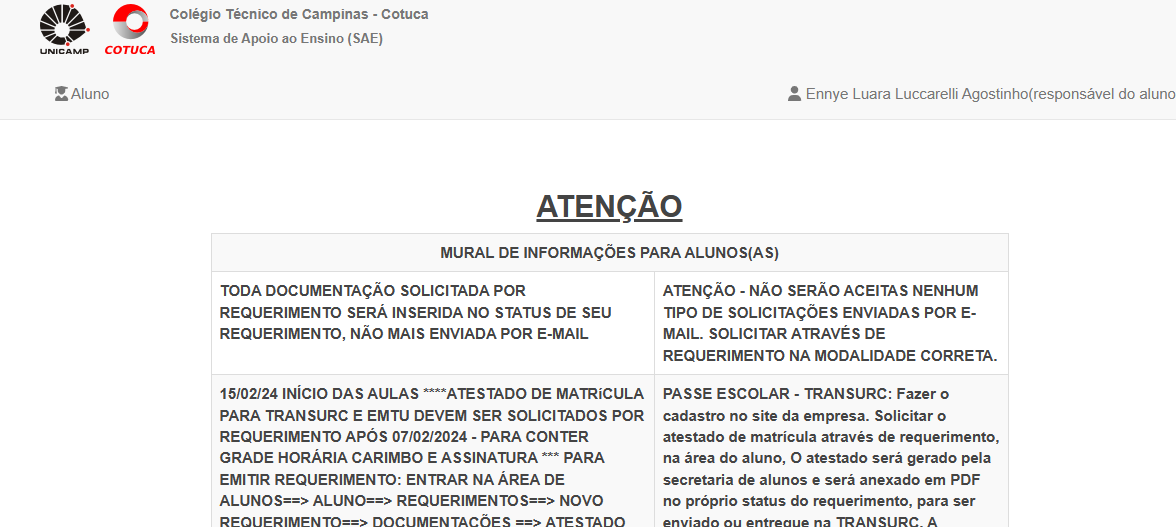 Colégio Técnico de Campinas - Cotuca
Sistema de Apoio ao Ensino (SAE)
UNICAMP
COTUCA
Aluno
Ennye Luara Luccarelli Agostinho(responsável do aluno
ATENÇÃO
MURAL DE INFORMAÇÕES PARA ALUNOS(AS)
TODA DOCUMENTAÇÃO SOLICITADA POR
REQUERIMENTO SERÁ INSERIDA NO STATUS DE SEU
REQUERIMENTO, NÃO MAIS ENVIADA POR E-MAIL
ATENÇÃO - NÃO SERÃO ACEITAS NENHUM
TIPO DE SOLICITAÇÕES ENVIADAS POR E-
MAIL. SOLICITAR ATRAVÉS DE
REQUERIMENTO NA MODALIDADE CORRETA.
15/02/24 INÍCIO DAS AULAS ****ATESTADO DE MATRíCULA
PARA TRANSURC E EMTU DEVEM SER SOLICITADOS POR
REQUERIMENTO APÓS 07/02/2024 - PARA CONTER
GRADE HORÁRIA CARIMBO E ASSINATURA *** PARA
EMITIR REQUERIMENTO: ENTRAR NA ÁREA DE
ALUNOS==> ALUNO==> REQUERIMENTOS==> NOVO
REQUERIMENTO==> DOCUMENTAÇÕES ==> ATESTADO
PASSE ESCOLAR - TRANSURC: Fazer o
cadastro no site da empresa. Solicitar o
atestado de matrícula através de requerimento,
na área do aluno, O atestado será gerado pela
secretaria de alunos e será anexado em PDF
no próprio status do requerimento, para ser
enviado ou entregue na TRANSURC. A